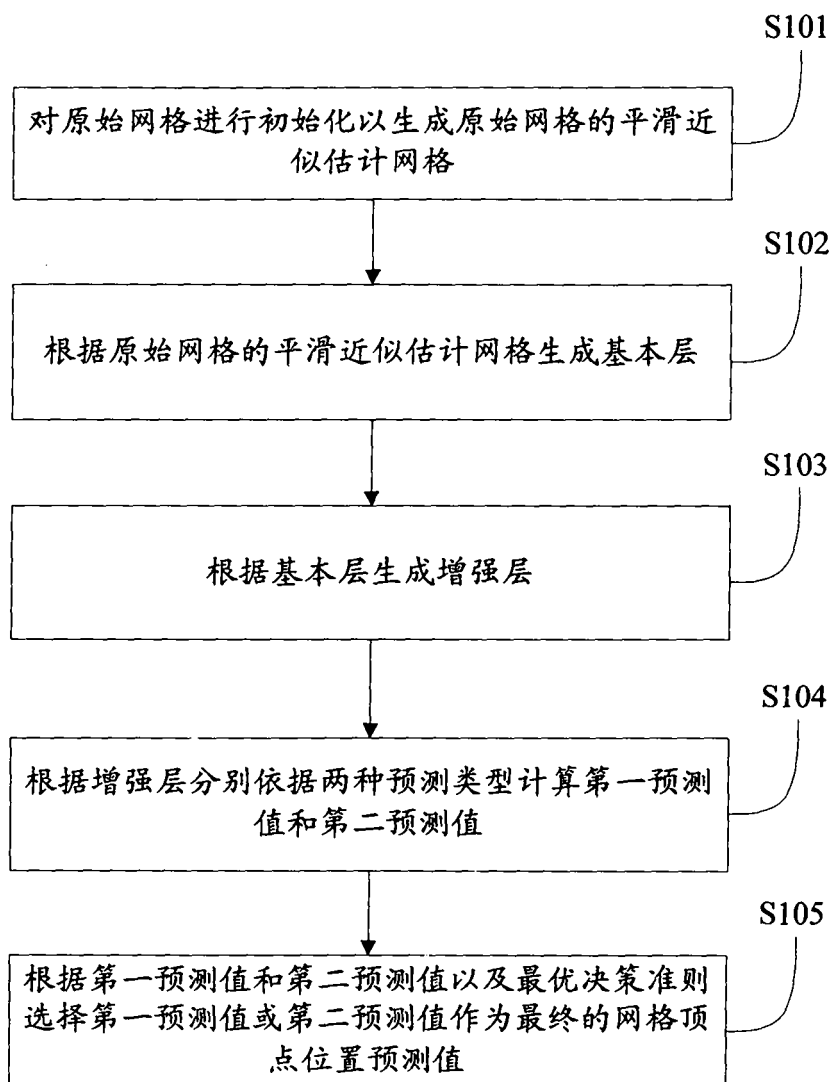 S101
对原始网格进行初始化以生成原始网格的平滑近
似估计网格
S102
根据原始网格的平滑近似估计网格生成基本层
S103
根据基本层生成增强层
S104
根据增强层分别依据两种预测类型计算第一预测
值和第二预测值
S105
根据第一预测值和第二预测值以及最优决策准则
选择第一预测值或第二预测值作为最终的网格顶
点位置预测值